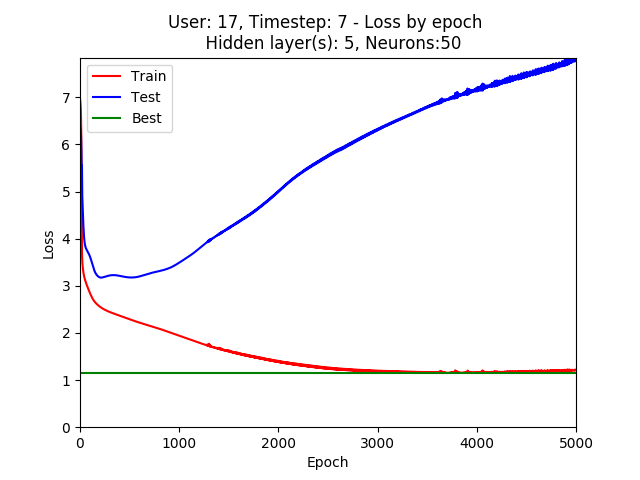 User: 17, Timestep: 7 - Loss by epoch
Hidden layer(s): 5, Neurons:50
Train
Test
Best
7
6
5
4
3
2
1
0
Loss
0 1000 2000 3000 4000 5000
Epoch